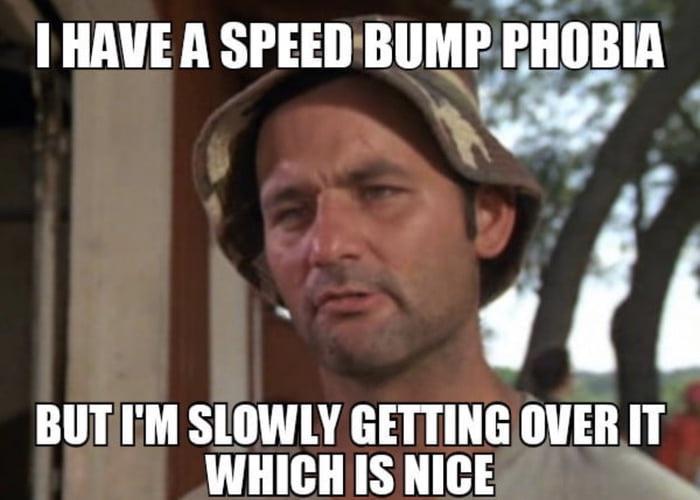 I HAVE A SPEED BUMP PHOBIA
BUT I'M SLOWLY GETTING OVER IT
WHICH IS NICE